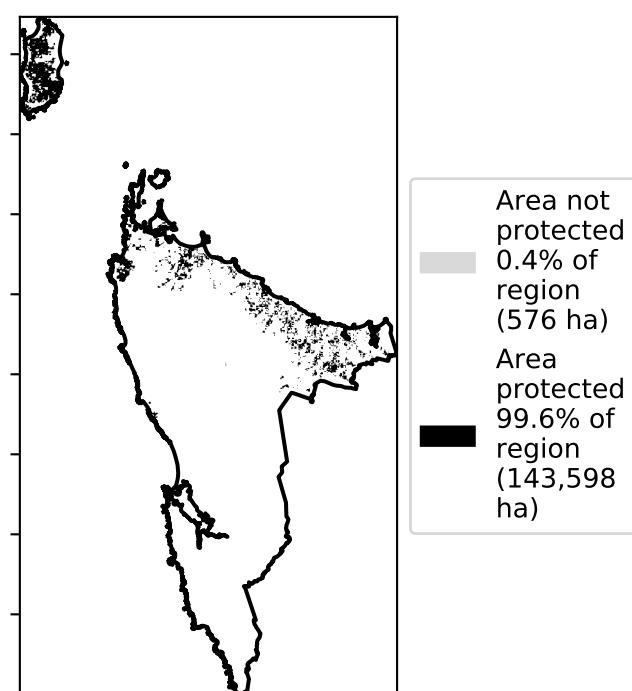 Area not
protected
0.4% of
region
(576 ha)
Area
protected
99.6% of
region
(143,598
ha)